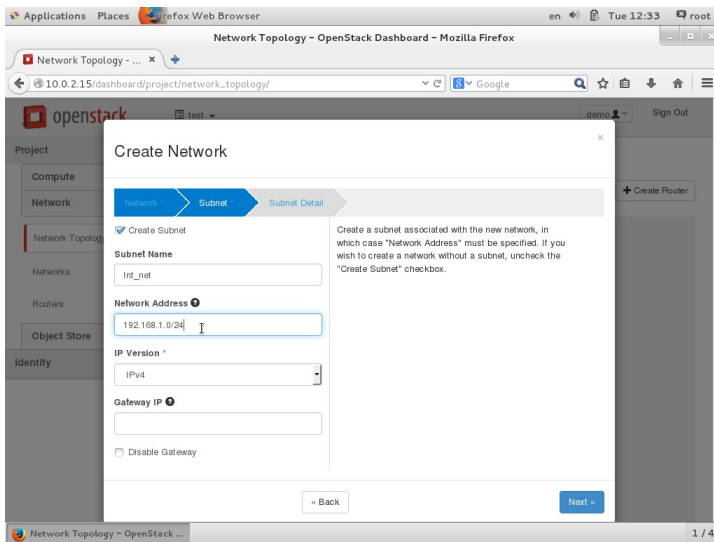 Applications Places Firefox Web Browser en Tue 12:33 root
Network Topology - OpenStack Dashboard - Mozilla Firefox
Network Topology - ...
10.0.2.15/dashboard/project/network_topology/ Google
openstack test demo Sign Out
Project
Compute
Network
Network Topology
Networks
Routers
Object Store
Identity
+ Create Router
Create Network ×
Network * Subnet * Subnet Detail
Create Subnet
Subnet Name
Int_net
Network Address
192.168.1.0/24
IP Version *
IPv4
Gateway IP
Disable Gateway
Create a subnet associated with the new network, in
which case "Network Address" must be specified. If you
wish to create a network without a subnet, uncheck the
"Create Subnet" checkbox.
« Back Next »
Network Topology - OpenStack ... 1 / 4